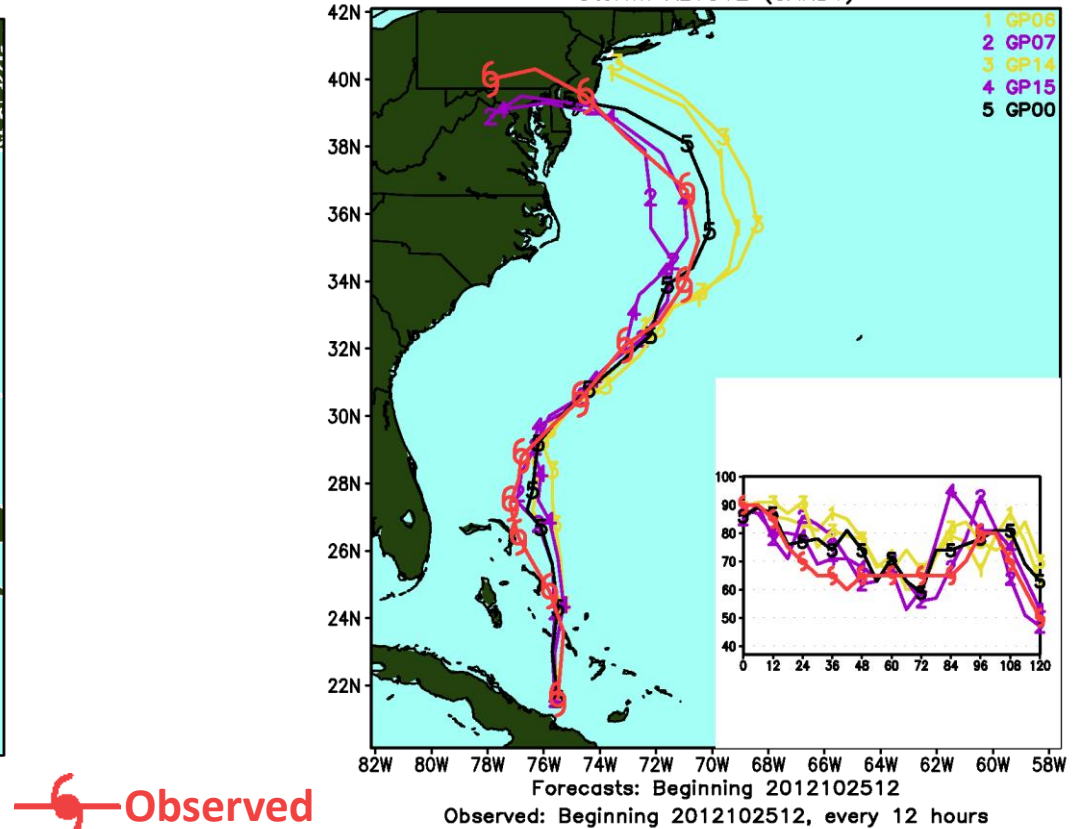 1 GP06
2 GP07
3 GP14
4 GP15
5 GP00
42N
40N
38N
36N
34N
32N
30N
28N
26N
24N
22N
100
90
80
70
60
50
40
0 12 24 36 48 60 72 84 96 108 120
82W 80W 78W 76W 74W 72W 70W 68W 66W 64W 62W 60W 58W
Forecasts: Beginning 2012102512
Observed: Beginning 2012102512, every 12 hours
Observed